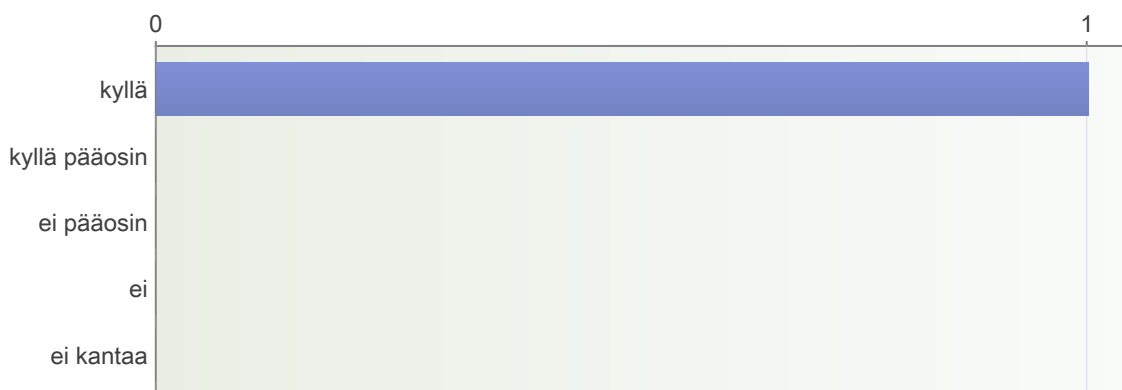 0 1
kyllä
kyllä pääosin
ei pääosin
ei
ei kantaa